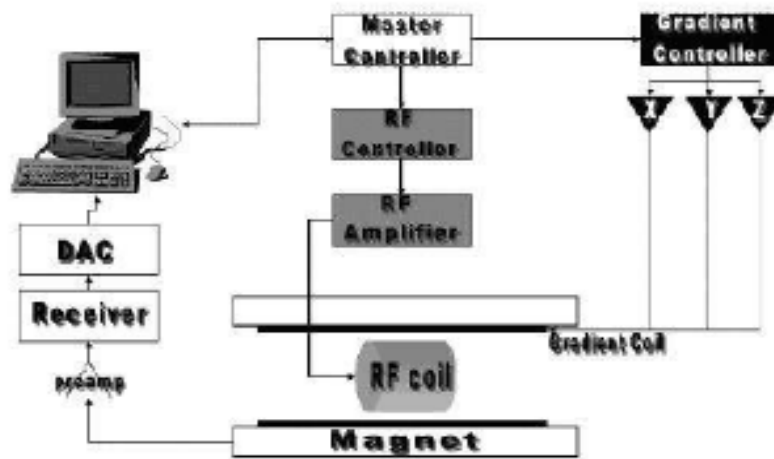 Master
Controller
Gradient
Controller
X Y Z
RF
Controller
RF
Amplifier
DAC
Receiver
preamp
Gradient Coil
RF coil
Magnet